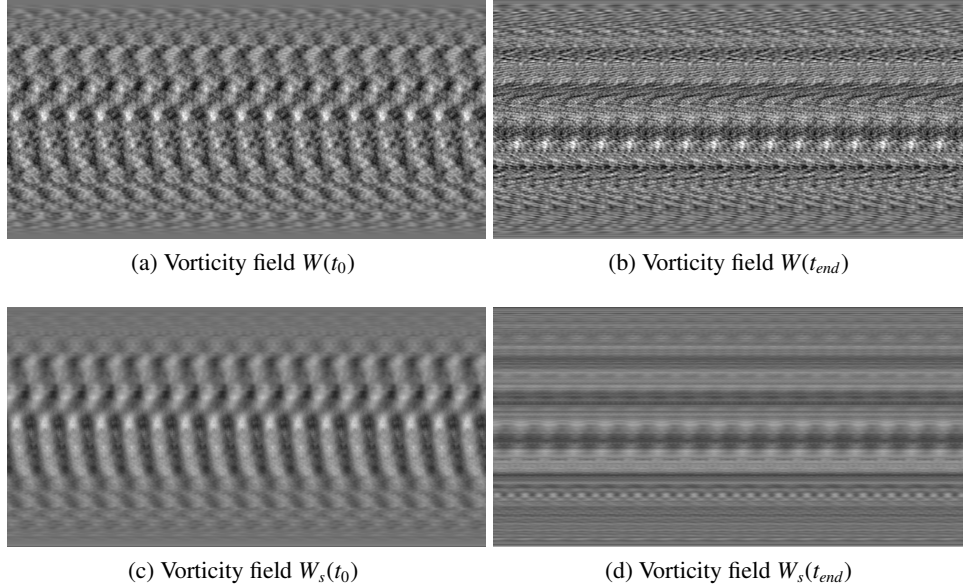 (a) Vorticity field W(t0)
(b) Vorticity field W(tend)
(c) Vorticity field Ws(t0)
(d) Vorticity field Ws(tend)